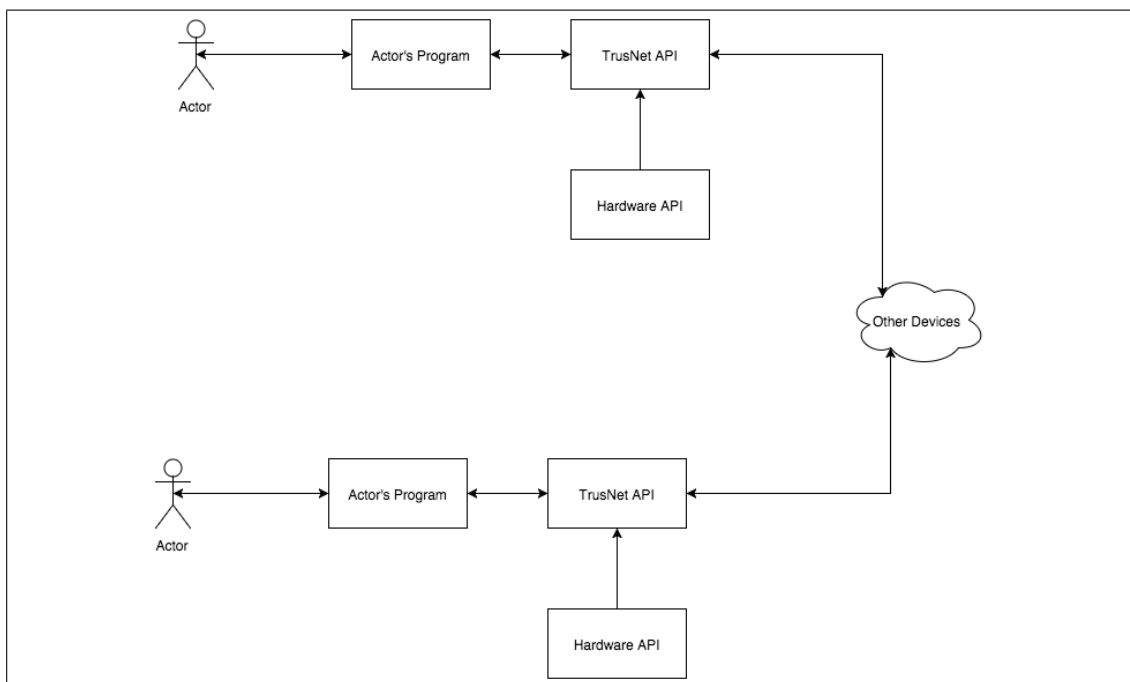 Actor's Program
TrusNet API
Actor
Hardware API
Other Devices
Actor's Program
TrusNet API
Actor
Hardware API